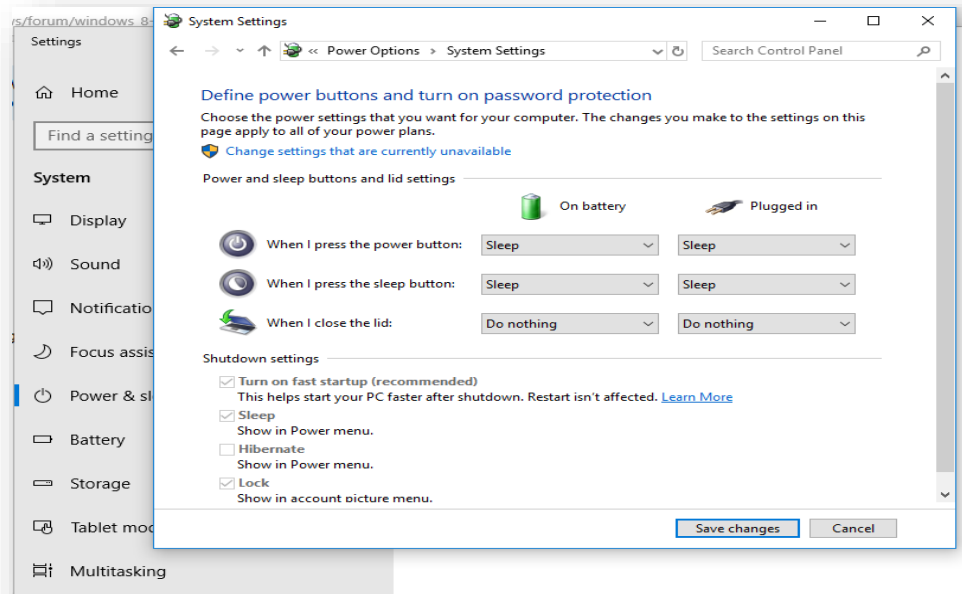 s/forum/windows_8-
Settings
Home
Find a setting
System
Display
Sound
Notificatio
Focus assis
Power & sl
Battery
Storage
Tablet moc
Multitasking
System Settings
« Power Options > System Settings
Search Control Panel
Define power buttons and turn on password protection
Choose the power settings that you want for your computer. The changes you make to the settings on this
page apply to all of your power plans.
Change settings that are currently unavailable
Power and sleep buttons and lid settings
On battery Plugged in
When I press the power button: Sleep Sleep
When I press the sleep button: Sleep Sleep
When I close the lid: Do nothing Do nothing
Shutdown settings
Turn on fast startup (recommended)
This helps start your PC faster after shutdown. Restart isn't affected. Learn More
Sleep
Show in Power menu.
Hibernate
Show in Power menu.
Lock
Show in account picture menu.
Save changes Cancel